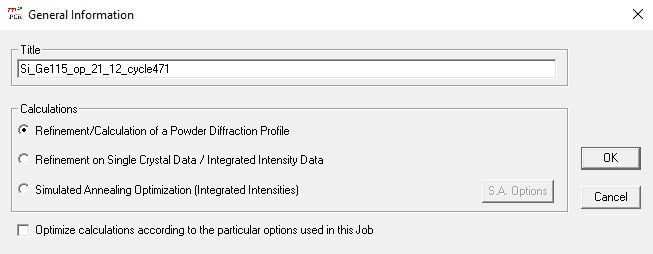 PCR General Information
Title
Si_Ge115_op_21_12_cycle471
Calculations
Refinement/Calculation of a Powder Diffraction Profile
Refinement on Single Crystal Data / Integrated Intensity Data
OK
Simulated Annealing Optimization (Integrated Intensities)
S.A. Options
Cancel
Optimize calculations according to the particular options used in this Job